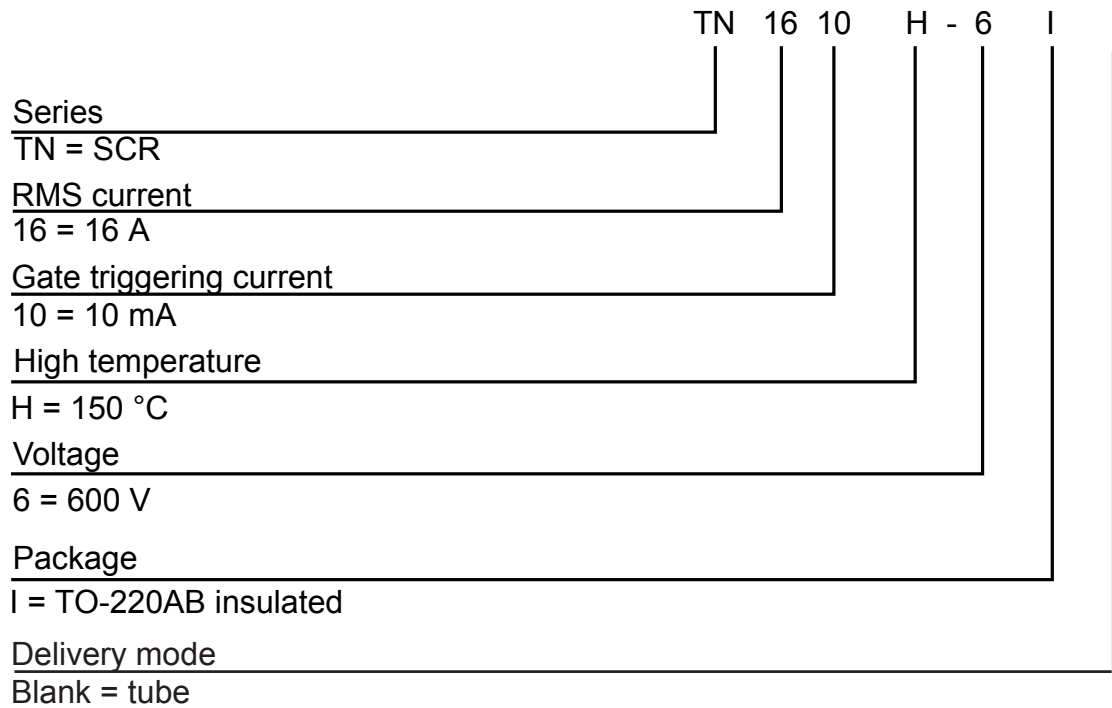 TN 16 10 H - 6 I
Series
TN = SCR
RMS current
16 = 16 A
Gate triggering current
10 = 10 mA
High temperature
H = 150 °C
Voltage
6 = 600 V
Package
I = TO-220AB insulated
Delivery mode
Blank = tube